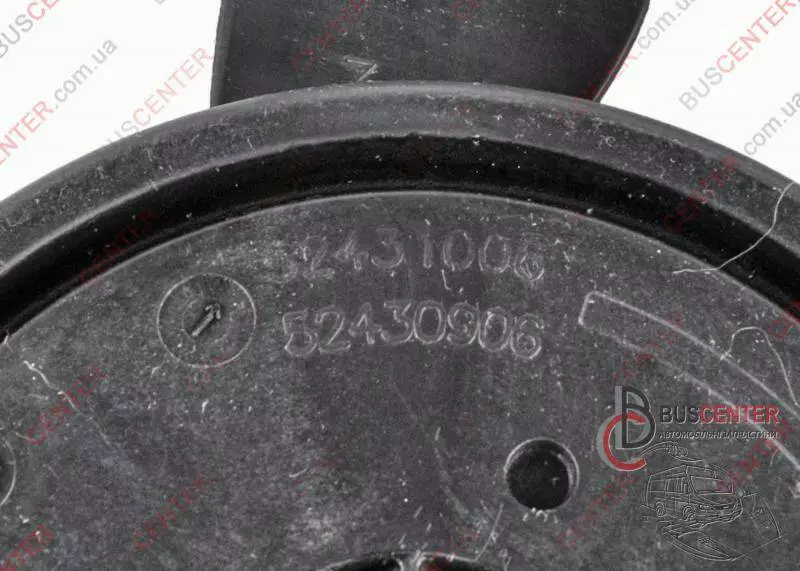 52431006
52430906
BUSCENTER
АВТОМОБІЛЬНІ ЗАПЧАСТИНИ
BUSCENTER.com.ua